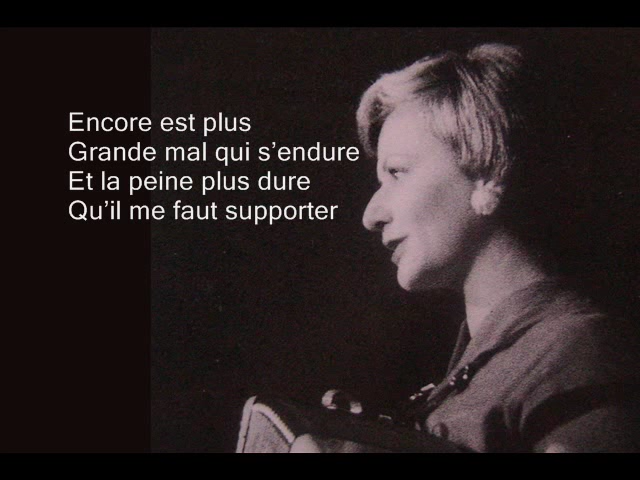 Encore est plus
Grande mal qui s’endure
Et la peine plus dure
Qu’il me faut supporter